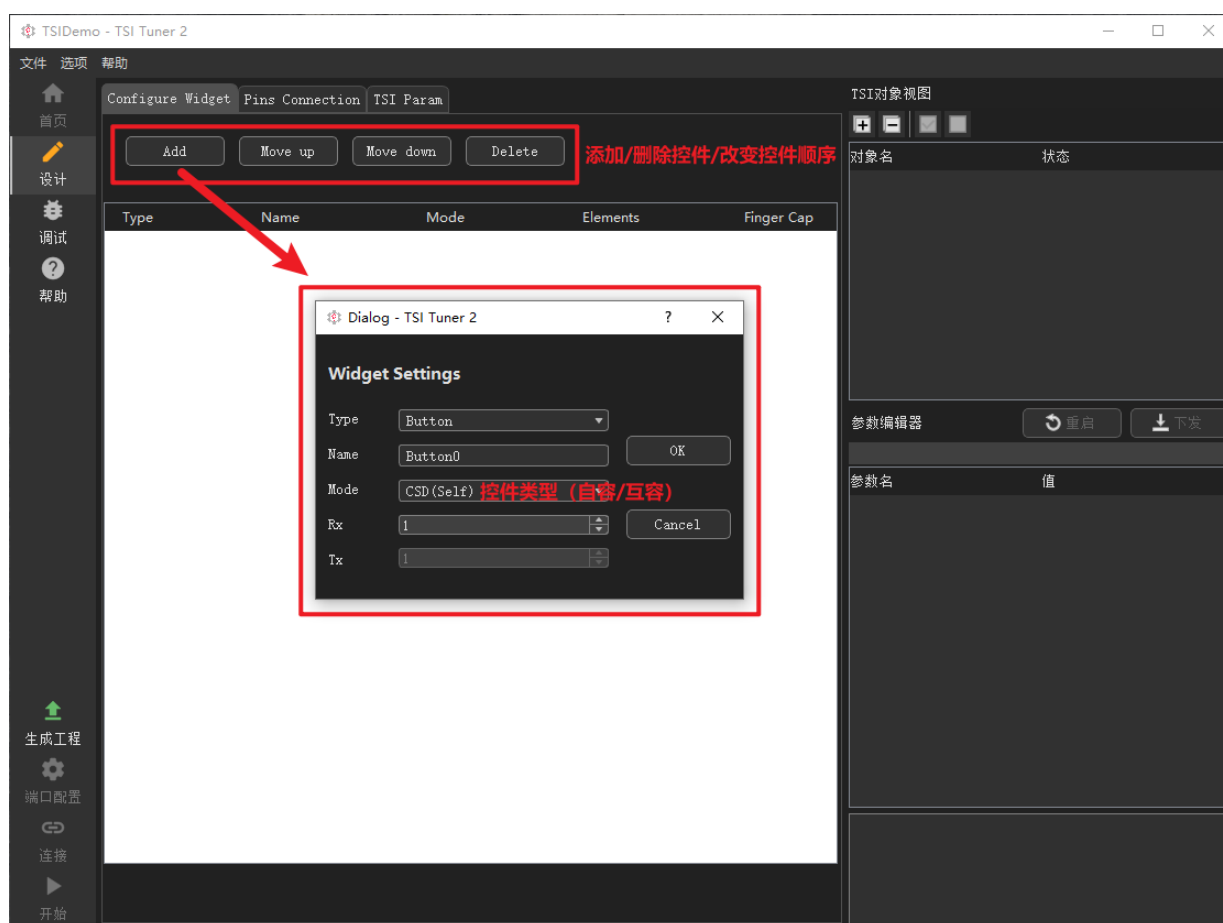 TSIDemo - TSI Tuner 2
文件 选项 帮助
首页
设计
调试
帮助
生成工程
端口配置
连接
开始
Configure Widget Pins Connection TSI Param
Add Move up Move down Delete
添加/删除控件/改变控件顺序
Type Name Mode Elements Finger Cap
Dialog - TSI Tuner 2 ?
Widget Settings
Type Button
Name Button0
OK
Mode CSD(Self) 控件类型（自容/互容）
Rx 1
Cancel
Tx 1
TSI对象视图
对象名 状态
参数编辑器 重启 下发
参数名 值